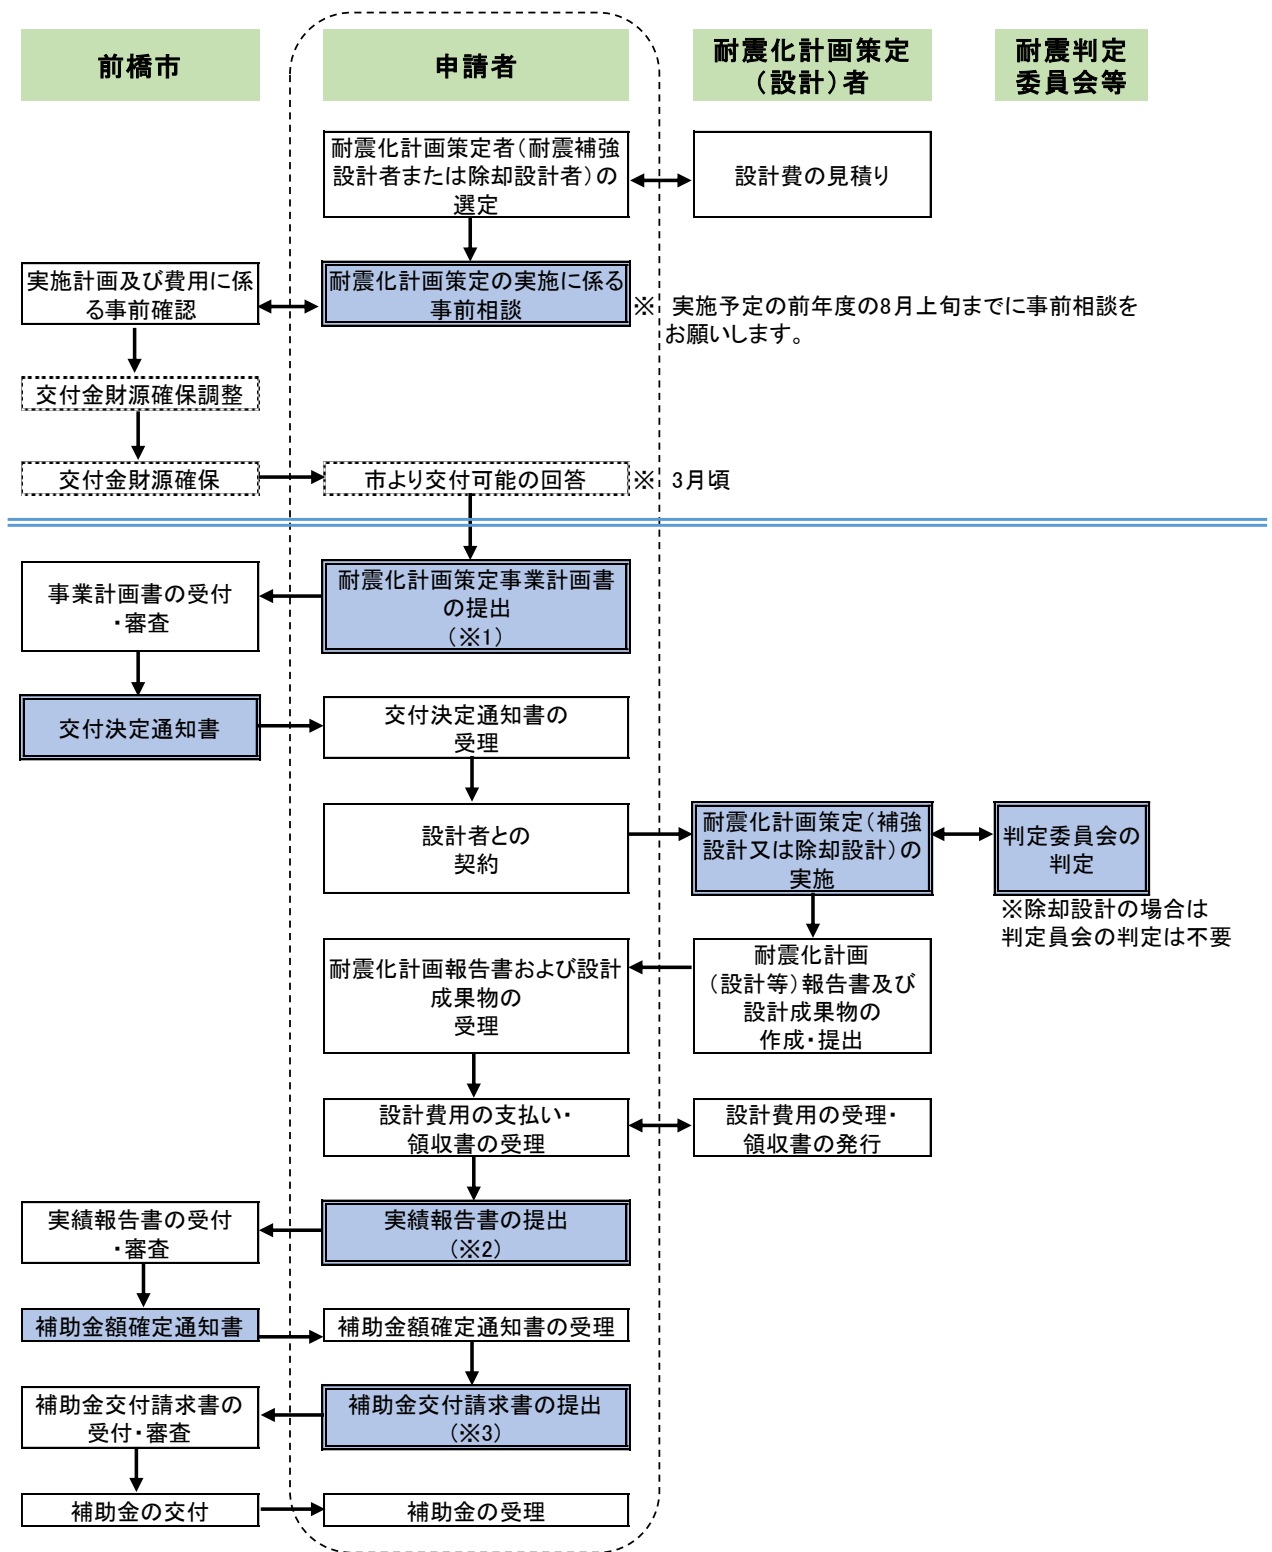 前橋市
申請者
耐震化計画策定
（設計）者
耐震判定
委員会等
耐震化計画策定者（耐震補強
設計者または除却設計者）の
選定
設計費の見積り
実施計画及び費用に係
る事前確認
耐震化計画策定の実施に係る
事前相談
※　実施予定の前年度の8月上旬までに事前相談を
お願いします。
交付金財源確保調整
交付金財源確保
市より交付可能の回答
※　3月頃
事業計画書の受付
・審査
耐震化計画策定事業計画書
の提出
（※1）
交付決定通知書
交付決定通知書の
受理
設計者との
契約
耐震化計画策定（補強
設計又は除却設計）の
実施
判定委員会の
判定
※除却設計の場合は
判定員会の判定は不要
耐震化計画報告書および設計
成果物の
受理
耐震化計画
（設計等）報告書及び
設計成果物の
作成・提出
設計費用の支払い・
領収書の受理
設計費用の受理・
領収書の発行
実績報告書の受付
・審査
実績報告書の提出
（※2）
補助金額確定通知書
補助金額確定通知書の受理
補助金交付請求書の
受付・審査
補助金交付請求書の提出
（※3）
補助金の交付
補助金の受理